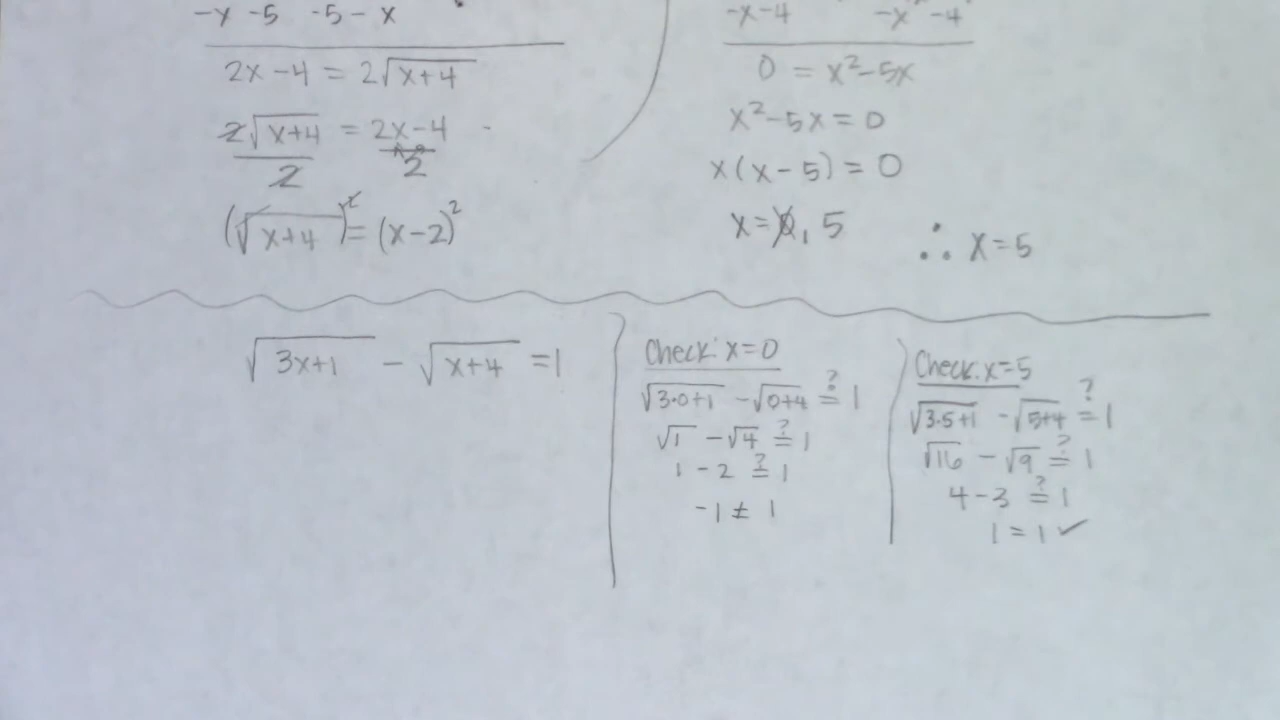 -x -5 -5 - x
2x - 4 = 2√(x+4)
2√(x+4) = 2x - 4
2 2
(√(x+4))² = (x-2)²
-x - 4 -x -4
0 = x² - 5x
x² - 5x = 0
x(x - 5) = 0
x = 0, 5
∴ x = 5
√(3x+1) - √(x+4) = 1
Check: x=0
√(3·0+1) - √(0+4) ≟ 1
√1 - √4 ≟ 1
1 - 2 ≟ 1
-1 ≠ 1
Check: x=5
√(3·5+1) - √(5+4) ≟ 1
√16 - √9 ≟ 1
4 - 3 ≟ 1
1 = 1 ✓